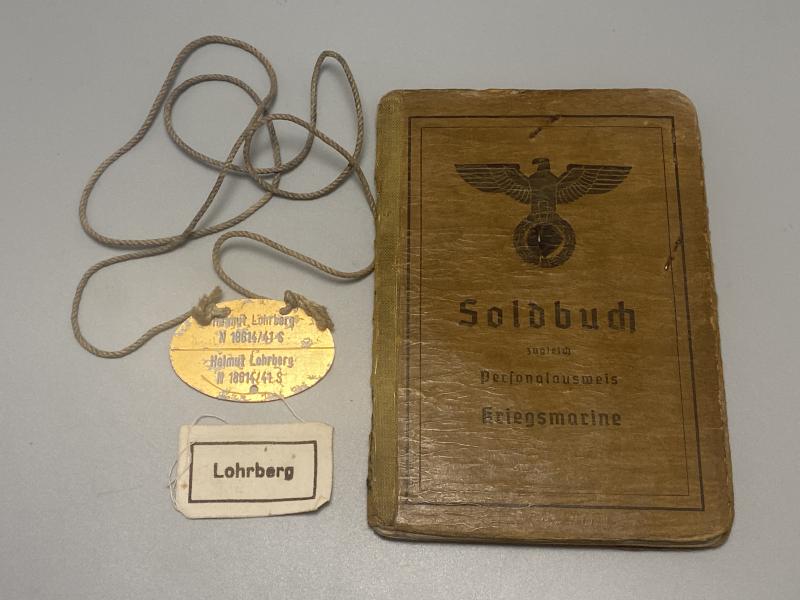 Helmut Lohrberg
N 18614/41 S
Helmut Lohrberg
N 18614/41 S
Lohrberg
Soldbuch
zugleich
Personalausweis
Kriegsmarine